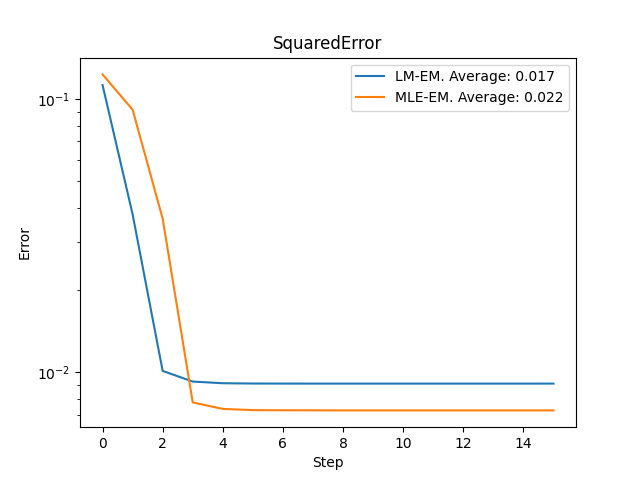 SquaredError
LM-EM. Average: 0.017
MLE-EM. Average: 0.022
Error
10⁻¹
10⁻²
0 2 4 6 8 10 12 14
Step